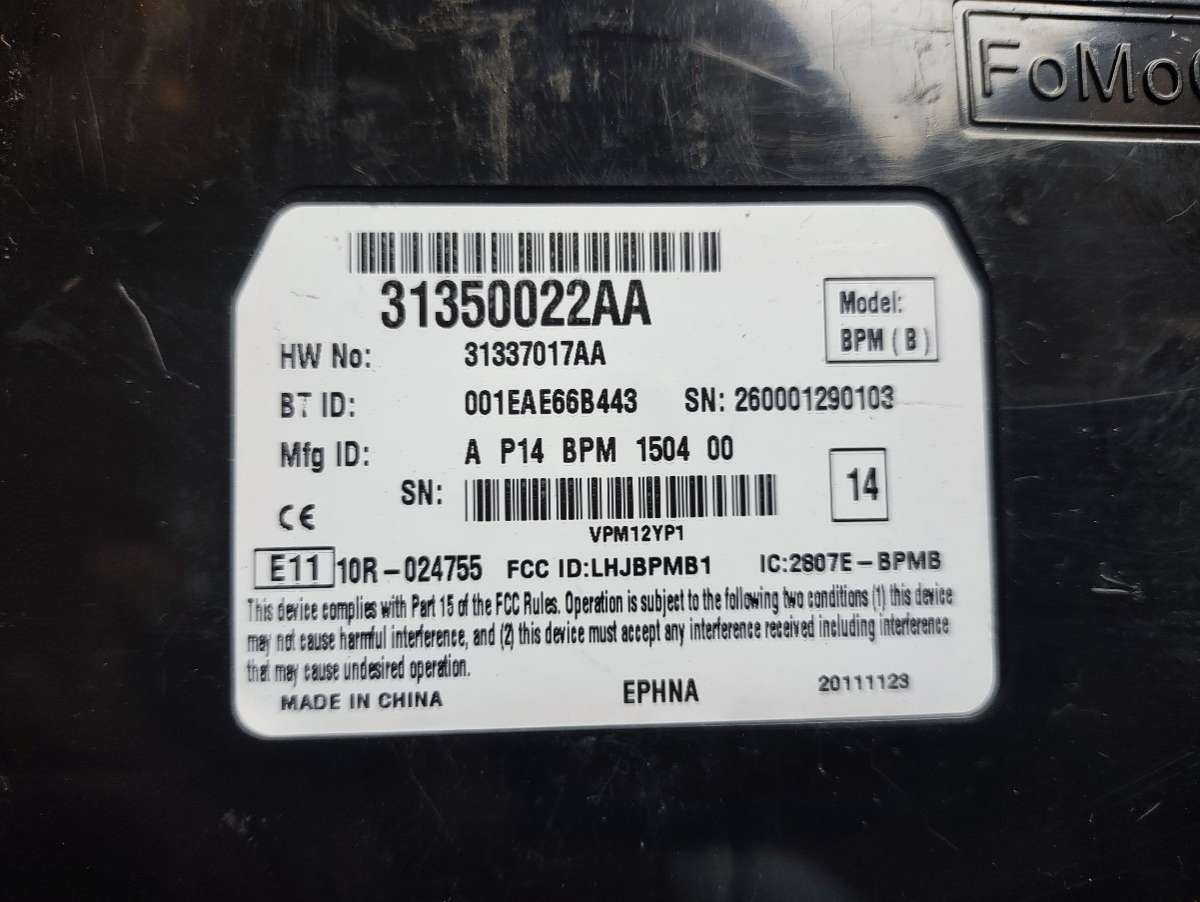 FoMoC
31350022AA
Model:
BPM ( B )
HW No: 31337017AA
BT ID: 001EAE66B443 SN: 260001290103
Mfg ID: A P14 BPM 1504 00
14
SN:
VPM12YP1
CE
E11 10R-024755 FCC ID:LHJBPMB1 IC:2807E-BPMB
This device complies with Part 15 of the FCC Rules. Operation is subject to the following two conditions (1) this device
may not cause harmful interference, and (2) this device must accept any interference received including interference
that may cause undesired operation.
MADE IN CHINA EPHNA 20111123